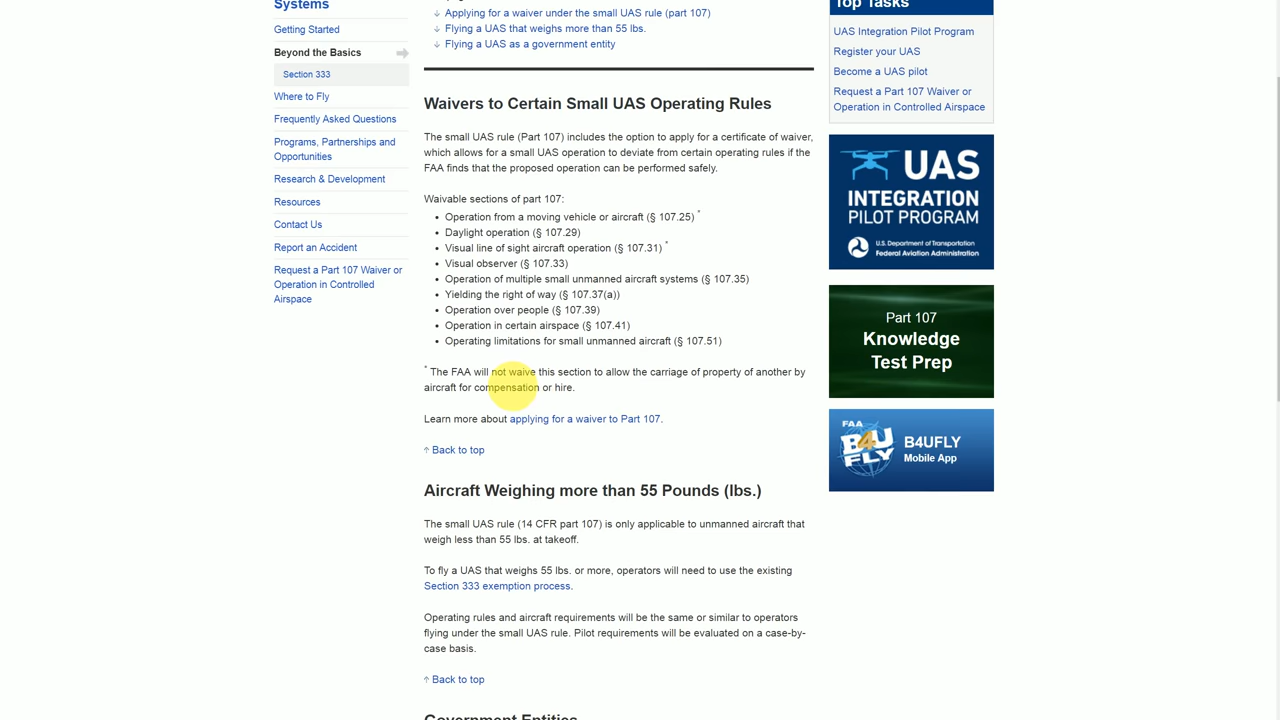 Systems
Getting Started
Beyond the Basics
Section 333
Where to Fly
Frequently Asked Questions
Programs, Partnerships and
Opportunities
Research & Development
Resources
Contact Us
Report an Accident
Request a Part 107 Waiver or
Operation in Controlled
Airspace
↓ Applying for a waiver under the small UAS rule (part 107)
↓ Flying a UAS that weighs more than 55 lbs.
↓ Flying a UAS as a government entity
Waivers to Certain Small UAS Operating Rules
The small UAS rule (Part 107) includes the option to apply for a certificate of waiver,
which allows for a small UAS operation to deviate from certain operating rules if the
FAA finds that the proposed operation can be performed safely.
Waivable sections of part 107:
• Operation from a moving vehicle or aircraft (§ 107.25) *
• Daylight operation (§ 107.29)
• Visual line of sight aircraft operation (§ 107.31) *
• Visual observer (§ 107.33)
• Operation of multiple small unmanned aircraft systems (§ 107.35)
• Yielding the right of way (§ 107.37(a))
• Operation over people (§ 107.39)
• Operation in certain airspace (§ 107.41)
• Operating limitations for small unmanned aircraft (§ 107.51)
* The FAA will not waive this section to allow the carriage of property of another by
aircraft for compensation or hire.
Learn more about applying for a waiver to Part 107.
↑ Back to top
Aircraft Weighing more than 55 Pounds (lbs.)
The small UAS rule (14 CFR part 107) is only applicable to unmanned aircraft that
weigh less than 55 lbs. at takeoff.
To fly a UAS that weighs 55 lbs. or more, operators will need to use the existing
Section 333 exemption process.
Operating rules and aircraft requirements will be the same or similar to operators
flying under the small UAS rule. Pilot requirements will be evaluated on a case-by-
case basis.
↑ Back to top
Government Entities
Top Tasks
UAS Integration Pilot Program
Register your UAS
Become a UAS pilot
Request a Part 107 Waiver or
Operation in Controlled Airspace
UAS
INTEGRATION
PILOT PROGRAM
U.S. Department of Transportation
Federal Aviation Administration
Part 107
Knowledge
Test Prep
FAA
B4UFLY
B4UFLY
Mobile App